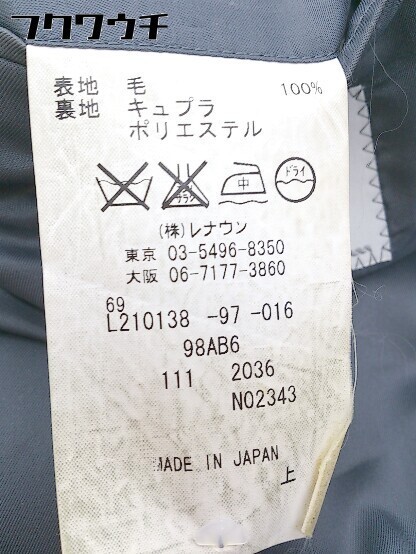 フクワウチ
表地 毛 100%
裏地 キュプラ
ポリエステル
中
ドライ
(株)レナウン
東京 03-5496-8350
大阪 06-7177-3860
69
L210138 -97 -016
98AB6
111 2036
N02343
MADE IN JAPAN
上